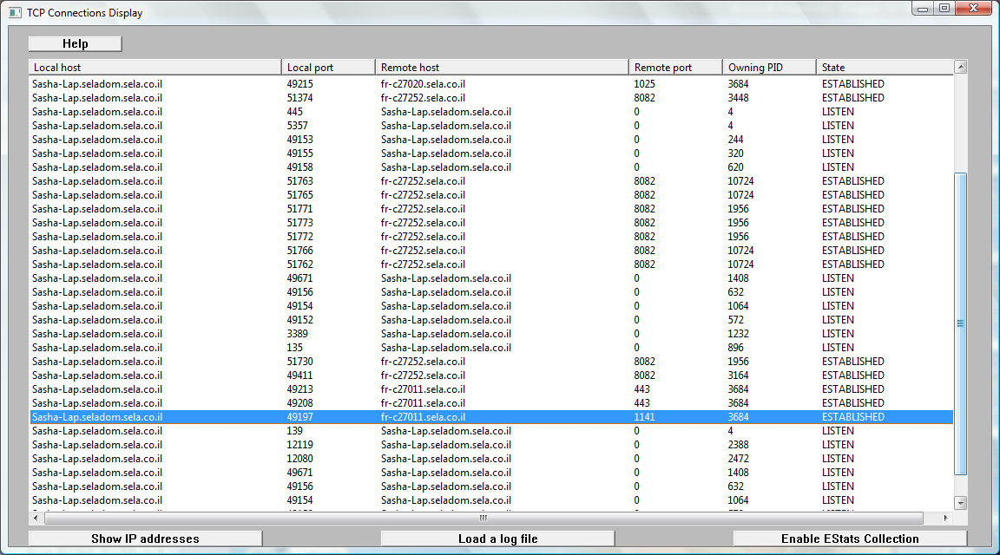 TCP Connections Display
Help
Local host Local port Remote host Remote port Owning PID State
Sasha-Lap.seladom.sela.co.il 49215 fr-c27020.sela.co.il 1025 3684 ESTABLISHED
Sasha-Lap.seladom.sela.co.il 51374 fr-c27252.sela.co.il 8082 3448 ESTABLISHED
Sasha-Lap.seladom.sela.co.il 445 Sasha-Lap.seladom.sela.co.il 0 4 LISTEN
Sasha-Lap.seladom.sela.co.il 5357 Sasha-Lap.seladom.sela.co.il 0 4 LISTEN
Sasha-Lap.seladom.sela.co.il 49153 Sasha-Lap.seladom.sela.co.il 0 244 LISTEN
Sasha-Lap.seladom.sela.co.il 49155 Sasha-Lap.seladom.sela.co.il 0 320 LISTEN
Sasha-Lap.seladom.sela.co.il 49158 Sasha-Lap.seladom.sela.co.il 0 620 LISTEN
Sasha-Lap.seladom.sela.co.il 51763 fr-c27252.sela.co.il 8082 10724 ESTABLISHED
Sasha-Lap.seladom.sela.co.il 51765 fr-c27252.sela.co.il 8082 10724 ESTABLISHED
Sasha-Lap.seladom.sela.co.il 51771 fr-c27252.sela.co.il 8082 1956 ESTABLISHED
Sasha-Lap.seladom.sela.co.il 51773 fr-c27252.sela.co.il 8082 1956 ESTABLISHED
Sasha-Lap.seladom.sela.co.il 51772 fr-c27252.sela.co.il 8082 1956 ESTABLISHED
Sasha-Lap.seladom.sela.co.il 51766 fr-c27252.sela.co.il 8082 10724 ESTABLISHED
Sasha-Lap.seladom.sela.co.il 51762 fr-c27252.sela.co.il 8082 10724 ESTABLISHED
Sasha-Lap.seladom.sela.co.il 49671 Sasha-Lap.seladom.sela.co.il 0 1408 LISTEN
Sasha-Lap.seladom.sela.co.il 49156 Sasha-Lap.seladom.sela.co.il 0 632 LISTEN
Sasha-Lap.seladom.sela.co.il 49154 Sasha-Lap.seladom.sela.co.il 0 1064 LISTEN
Sasha-Lap.seladom.sela.co.il 49152 Sasha-Lap.seladom.sela.co.il 0 572 LISTEN
Sasha-Lap.seladom.sela.co.il 3389 Sasha-Lap.seladom.sela.co.il 0 1232 LISTEN
Sasha-Lap.seladom.sela.co.il 135 Sasha-Lap.seladom.sela.co.il 0 896 LISTEN
Sasha-Lap.seladom.sela.co.il 51730 fr-c27252.sela.co.il 8082 1956 ESTABLISHED
Sasha-Lap.seladom.sela.co.il 49411 fr-c27252.sela.co.il 8082 3164 ESTABLISHED
Sasha-Lap.seladom.sela.co.il 49213 fr-c27011.sela.co.il 443 3684 ESTABLISHED
Sasha-Lap.seladom.sela.co.il 49208 fr-c27011.sela.co.il 443 3684 ESTABLISHED
Sasha-Lap.seladom.sela.co.il 49197 fr-c27011.sela.co.il 1141 3684 ESTABLISHED
Sasha-Lap.seladom.sela.co.il 139 Sasha-Lap.seladom.sela.co.il 0 4 LISTEN
Sasha-Lap.seladom.sela.co.il 12119 Sasha-Lap.seladom.sela.co.il 0 2388 LISTEN
Sasha-Lap.seladom.sela.co.il 12080 Sasha-Lap.seladom.sela.co.il 0 2472 LISTEN
Sasha-Lap.seladom.sela.co.il 49671 Sasha-Lap.seladom.sela.co.il 0 1408 LISTEN
Sasha-Lap.seladom.sela.co.il 49156 Sasha-Lap.seladom.sela.co.il 0 632 LISTEN
Sasha-Lap.seladom.sela.co.il 49154 Sasha-Lap.seladom.sela.co.il 0 1064 LISTEN
Show IP addresses Load a log file Enable EStats Collection